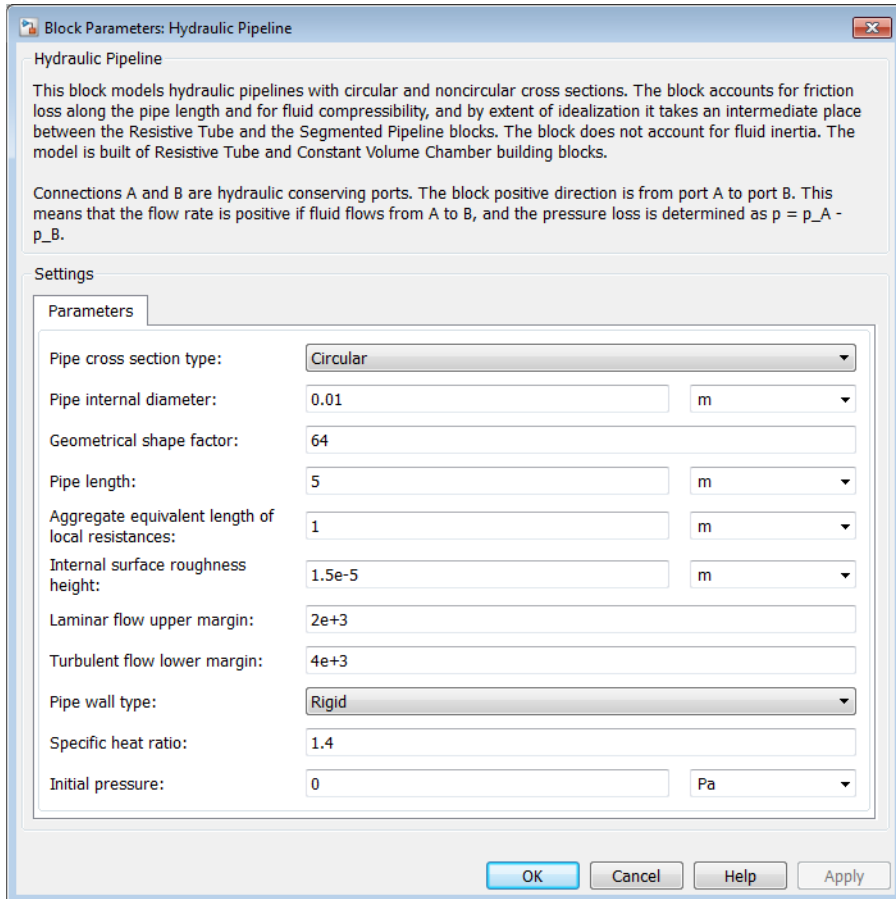 Block Parameters: Hydraulic Pipeline
Hydraulic Pipeline
This block models hydraulic pipelines with circular and noncircular cross sections. The block accounts for friction
loss along the pipe length and for fluid compressibility, and by extent of idealization it takes an intermediate place
between the Resistive Tube and the Segmented Pipeline blocks. The block does not account for fluid inertia. The
model is built of Resistive Tube and Constant Volume Chamber building blocks.
Connections A and B are hydraulic conserving ports. The block positive direction is from port A to port B. This
means that the flow rate is positive if fluid flows from A to B, and the pressure loss is determined as p = p_A -
p_B.
Settings
Parameters
Pipe cross section type: Circular
Pipe internal diameter: 0.01 m
Geometrical shape factor: 64
Pipe length: 5 m
Aggregate equivalent length of
local resistances: 1 m
Internal surface roughness
height: 1.5e-5 m
Laminar flow upper margin: 2e+3
Turbulent flow lower margin: 4e+3
Pipe wall type: Rigid
Specific heat ratio: 1.4
Initial pressure: 0 Pa
OK Cancel Help Apply